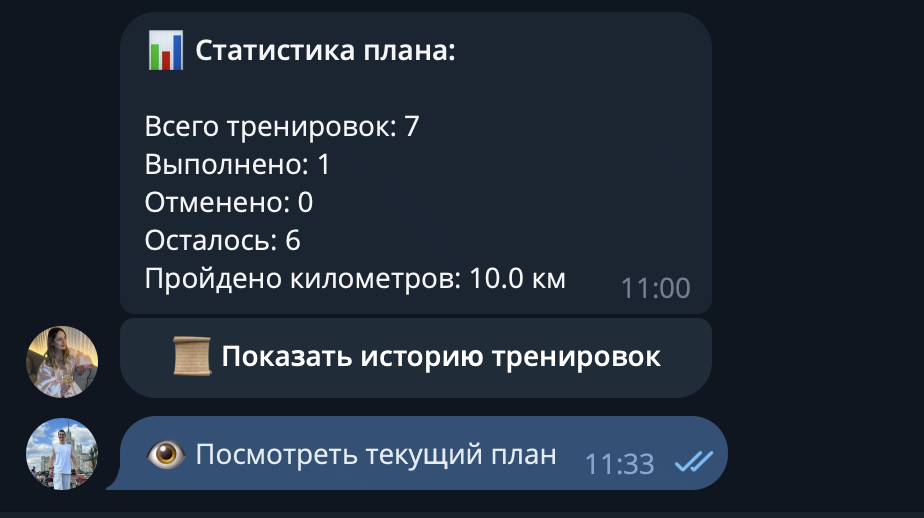 Статистика плана:
Всего тренировок: 7
Выполнено: 1
Отменено: 0
Осталось: 6
Пройдено километров: 10.0 км
11:00
Показать историю тренировок
Посмотреть текущий план
11:33